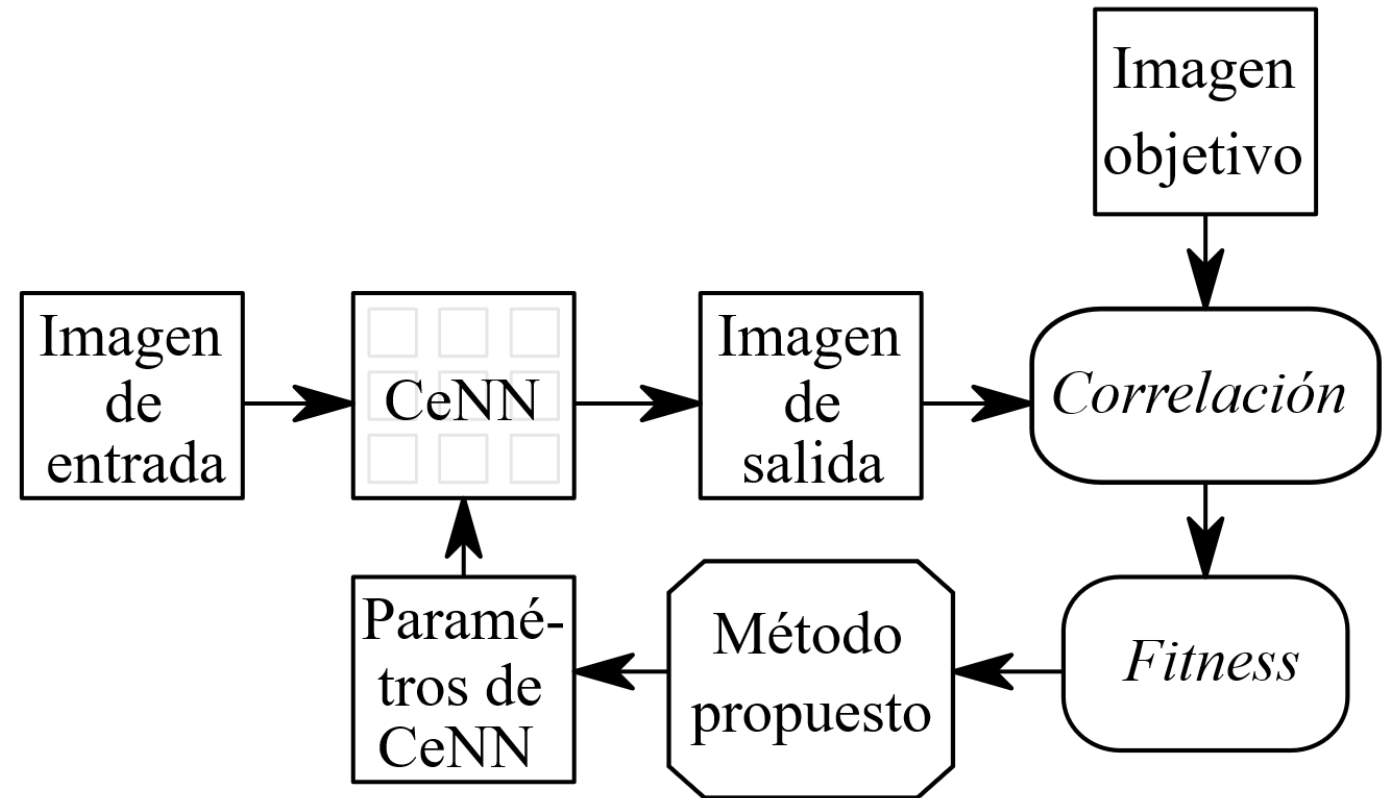 Imagen
objetivo
Imagen
de
entrada
CeNN
Imagen
de
salida
Correlación
Paramé-
tros de
CeNN
Método
propuesto
Fitness